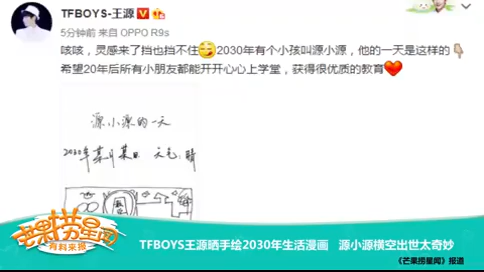 TFBOYS-王源
5分钟前 来自 OPPO R9s
咳咳，灵感来了挡也挡不住😋2030年有个小孩叫源小源，他的一天是这样的👇
希望20年后所有小朋友都能开开心心上学堂，获得很优质的教育❤
源小源的一天
2030年某月某日 天气：晴
芒果捞星闻
有料来捞
TFBOYS王源晒手绘2030年生活漫画 源小源横空出世太奇妙
《芒果捞星闻》报道